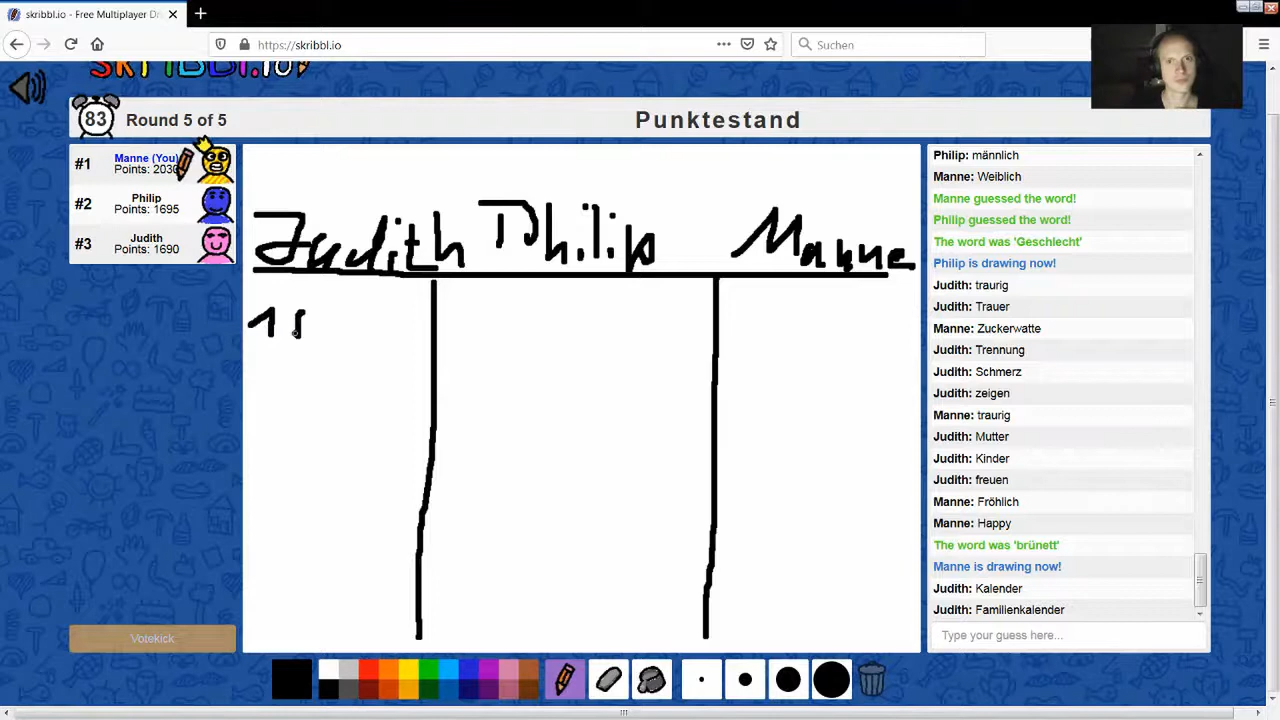 skribbl.io - Free Multiplayer Dr
https://skribbl.io
Suchen
SKRIBBL.IO
83
Round 5 of 5
Punktestand
#1
Manne (You)
Points: 2030
#2
Philip
Points: 1695
#3
Judith
Points: 1690
Votekick
Judith Philip Manne
Philip: männlich
Manne: Weiblich
Manne guessed the word!
Philip guessed the word!
The word was 'Geschlecht'
Philip is drawing now!
Judith: traurig
Judith: Trauer
Manne: Zuckerwatte
Judith: Trennung
Judith: Schmerz
Judith: zeigen
Manne: traurig
Judith: Mutter
Judith: Kinder
Judith: freuen
Manne: Fröhlich
Manne: Happy
The word was 'brünett'
Manne is drawing now!
Judith: Kalender
Judith: Familienkalender
Type your guess here...